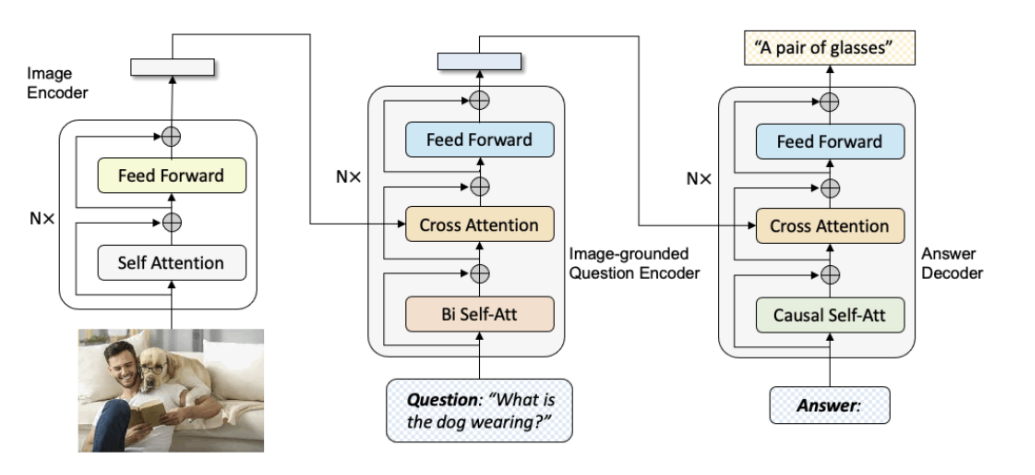 Image
Encoder
N×
Feed Forward
Self Attention
N×
Feed Forward
Cross Attention
Bi Self-Att
Image-grounded
Question Encoder
Question: “What is
the dog wearing?”
“A pair of glasses”
N×
Feed Forward
Cross Attention
Causal Self-Att
Answer
Decoder
Answer: